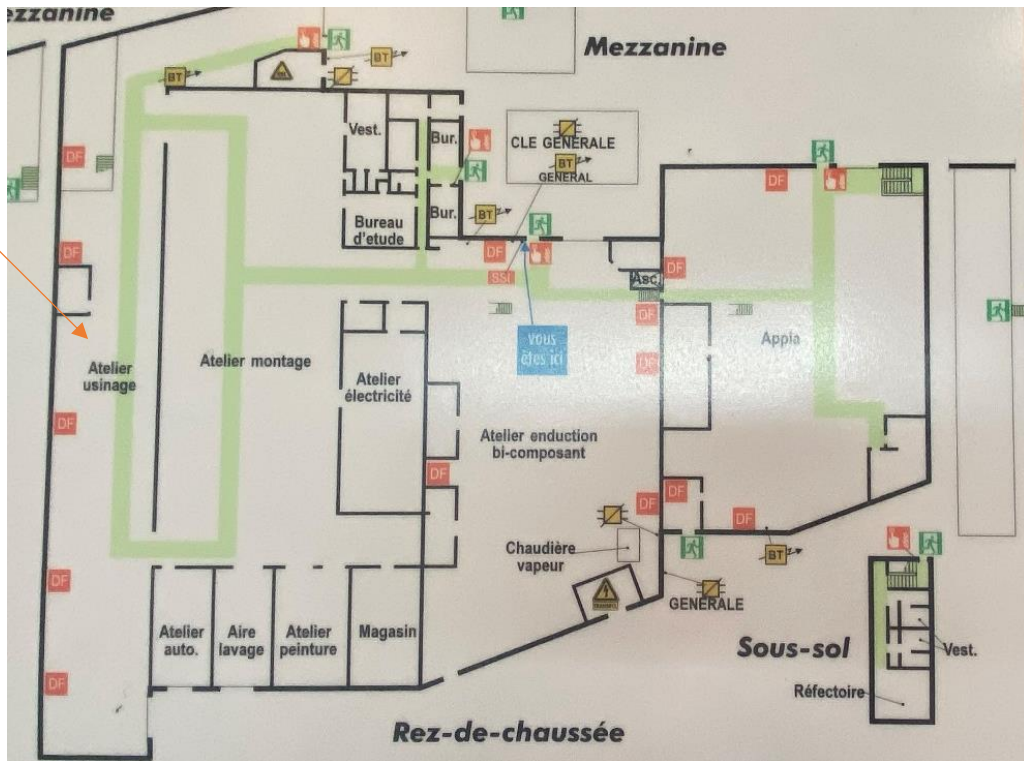 ezzanine
Mezzanine
BT
BT
Vest.
Bur.
CLE GENERALE
BT
GENERAL
DF
DF
Bur.
BT
Bureau
d'etude
DF
DF
SSI
DF
Asc.
DF
vous
êtes ici
Appia
Atelier
usinage
Atelier montage
Atelier
électricité
DF
DF
Atelier enduction
bi-composant
DF
DF
DF
DF
BT
Chaudière
vapeur
GENERALE
DF
Atelier
auto.
Aire
lavage
Atelier
peinture
Magasin
DF
Sous-sol
Vest.
Réfectoire
Rez-de-chaussée